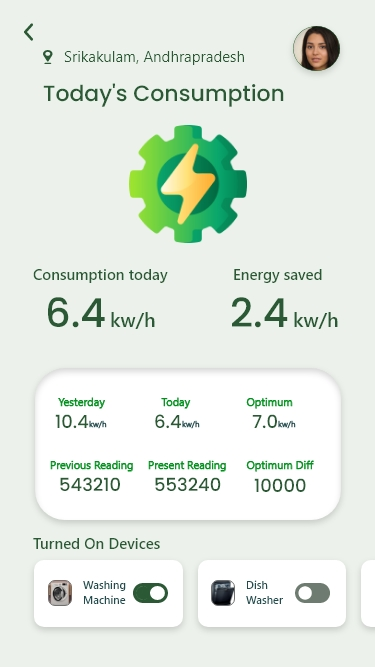 Srikakulam, Andhrapradesh
Today's Consumption
Consumption today
6.4 kw/h
Energy saved
2.4 kw/h
Yesterday Today Optimum
10.4kw/h 6.4kw/h 7.0kw/h
Previous Reading Present Reading Optimum Diff
543210 553240 10000
Turned On Devices
Washing
Machine
Dish
Washer